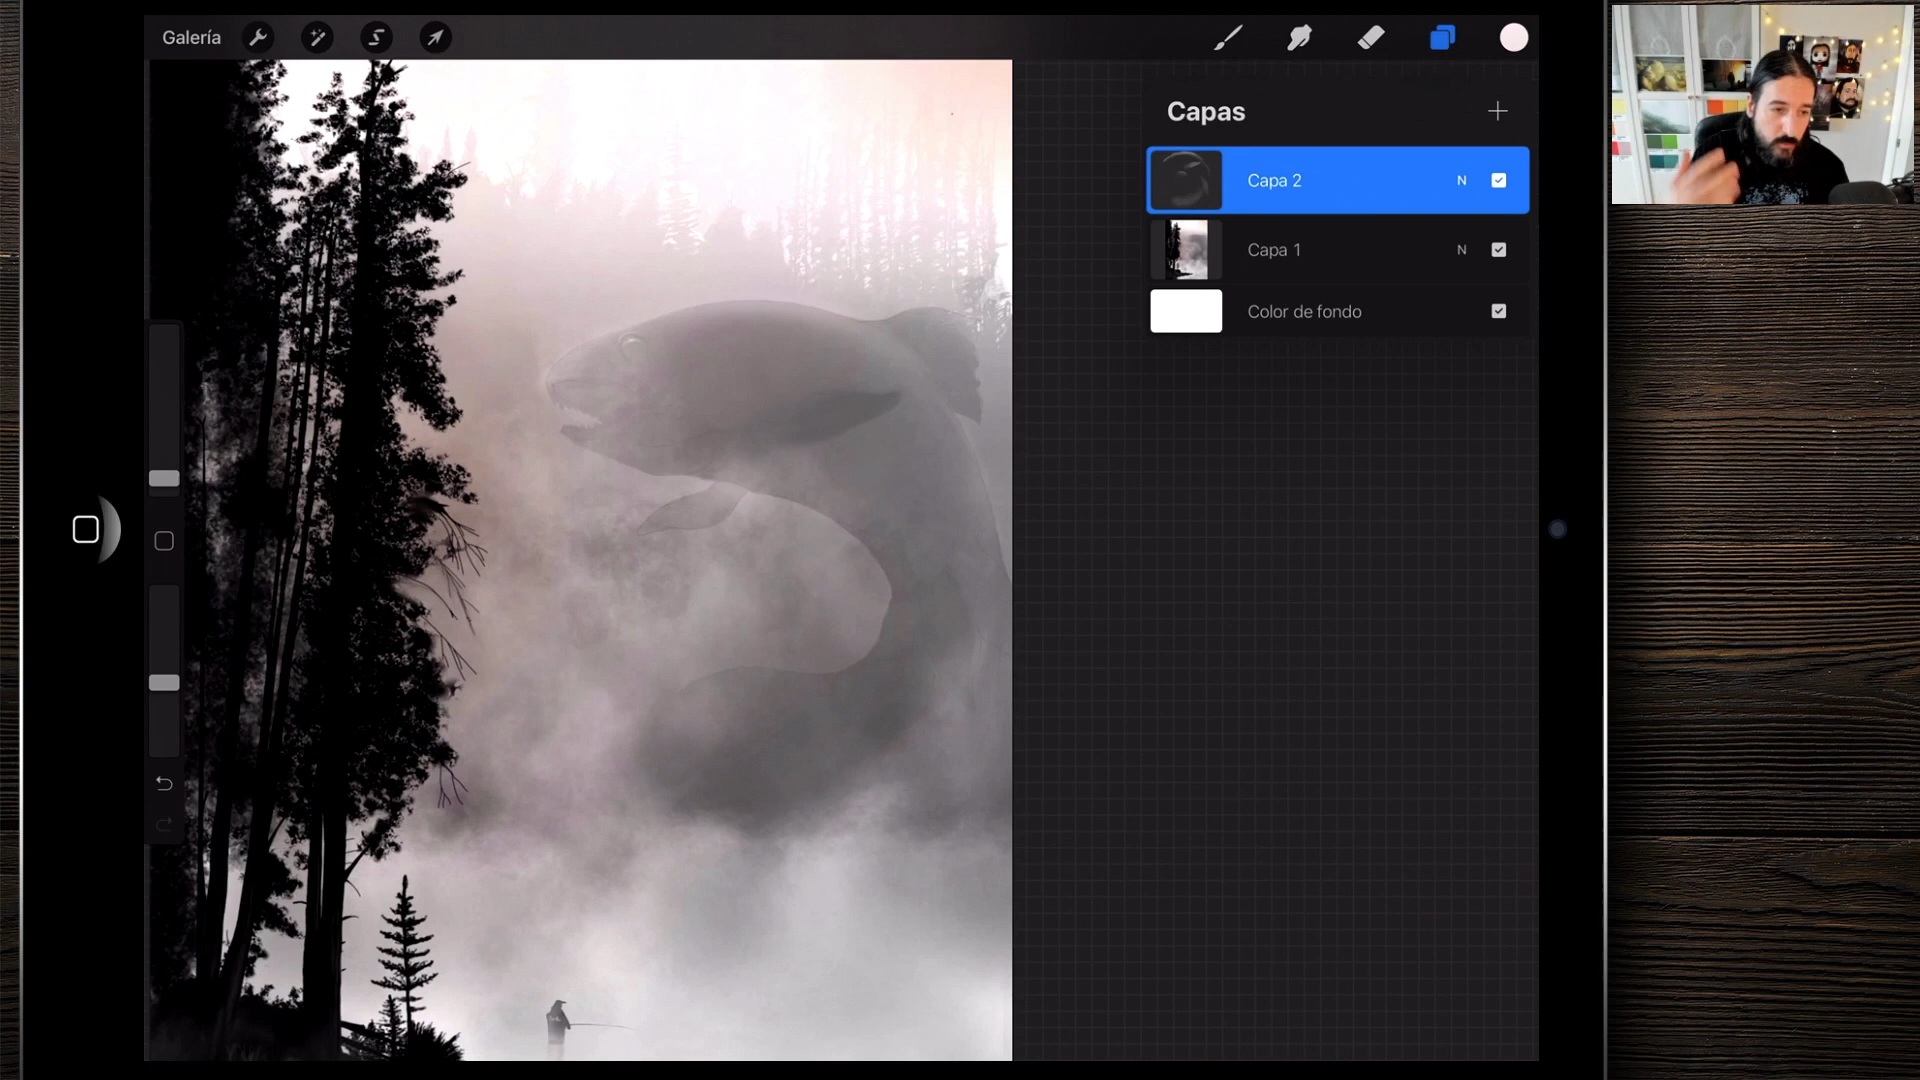 Galería
Capas
Capa 2
N
Capa 1
N
Color de fondo